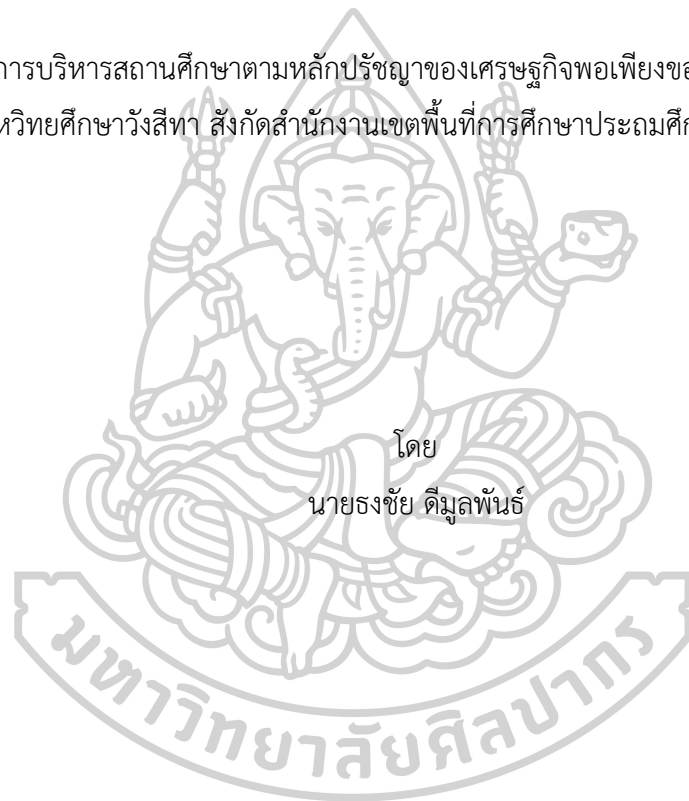 การบริหารสถานศึกษาตามหลักปรัชญาของเศรษฐกิจพอเพียงขอ
หวิทยศึกษาวังสีทา สังกัดสำนักงานเขตพื้นที่การศึกษาประถมศึก
โดย
นายธงชัย ดีมูลพันธ์
มหาวิทยาลัยศิลปากร